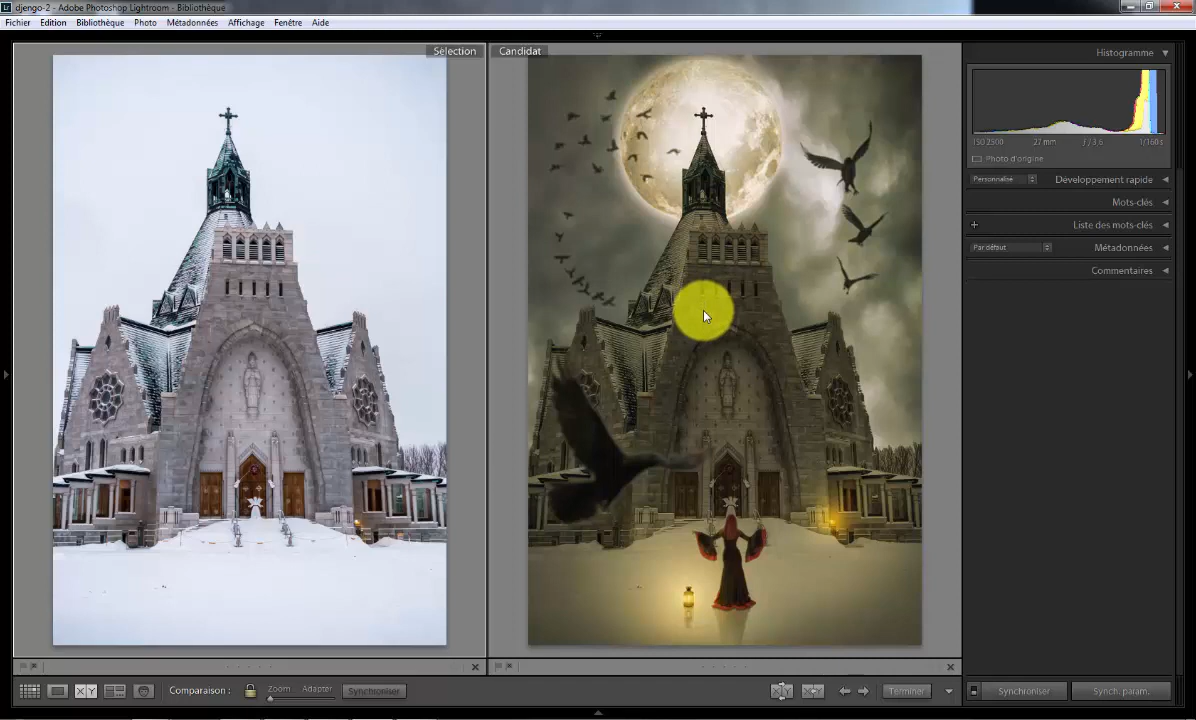 djengo-2 - Adobe Photoshop Lightroom - Bibliothèque
Fichier Edition Bibliothèque Photo Métadonnées Affichage Fenêtre Aide
Sélection
Candidat
Histogramme
ISO 2500 27 mm ƒ / 3,6 1/160 s
Photo d'origine
Personnalisé Développement rapide
Mots-clés
+ Liste des mots-clés
Par défaut Métadonnées
Commentaires
X Y Comparaison : Zoom Adapter Synchroniser
Terminer
Synchroniser Synch. param.